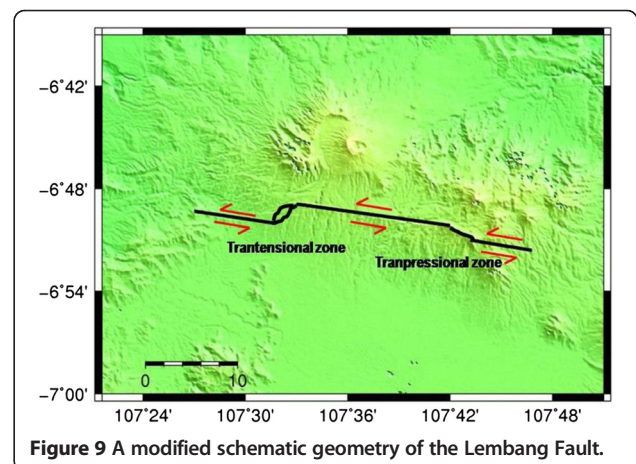 −6˚42'
−6˚48'
−6˚54'
−7˚00'
Trantensional zone
Tranpressional zone
0 10
107˚24' 107˚30' 107˚36' 107˚42' 107˚48'
Figure 9 A modified schematic geometry of the Lembang Fault.